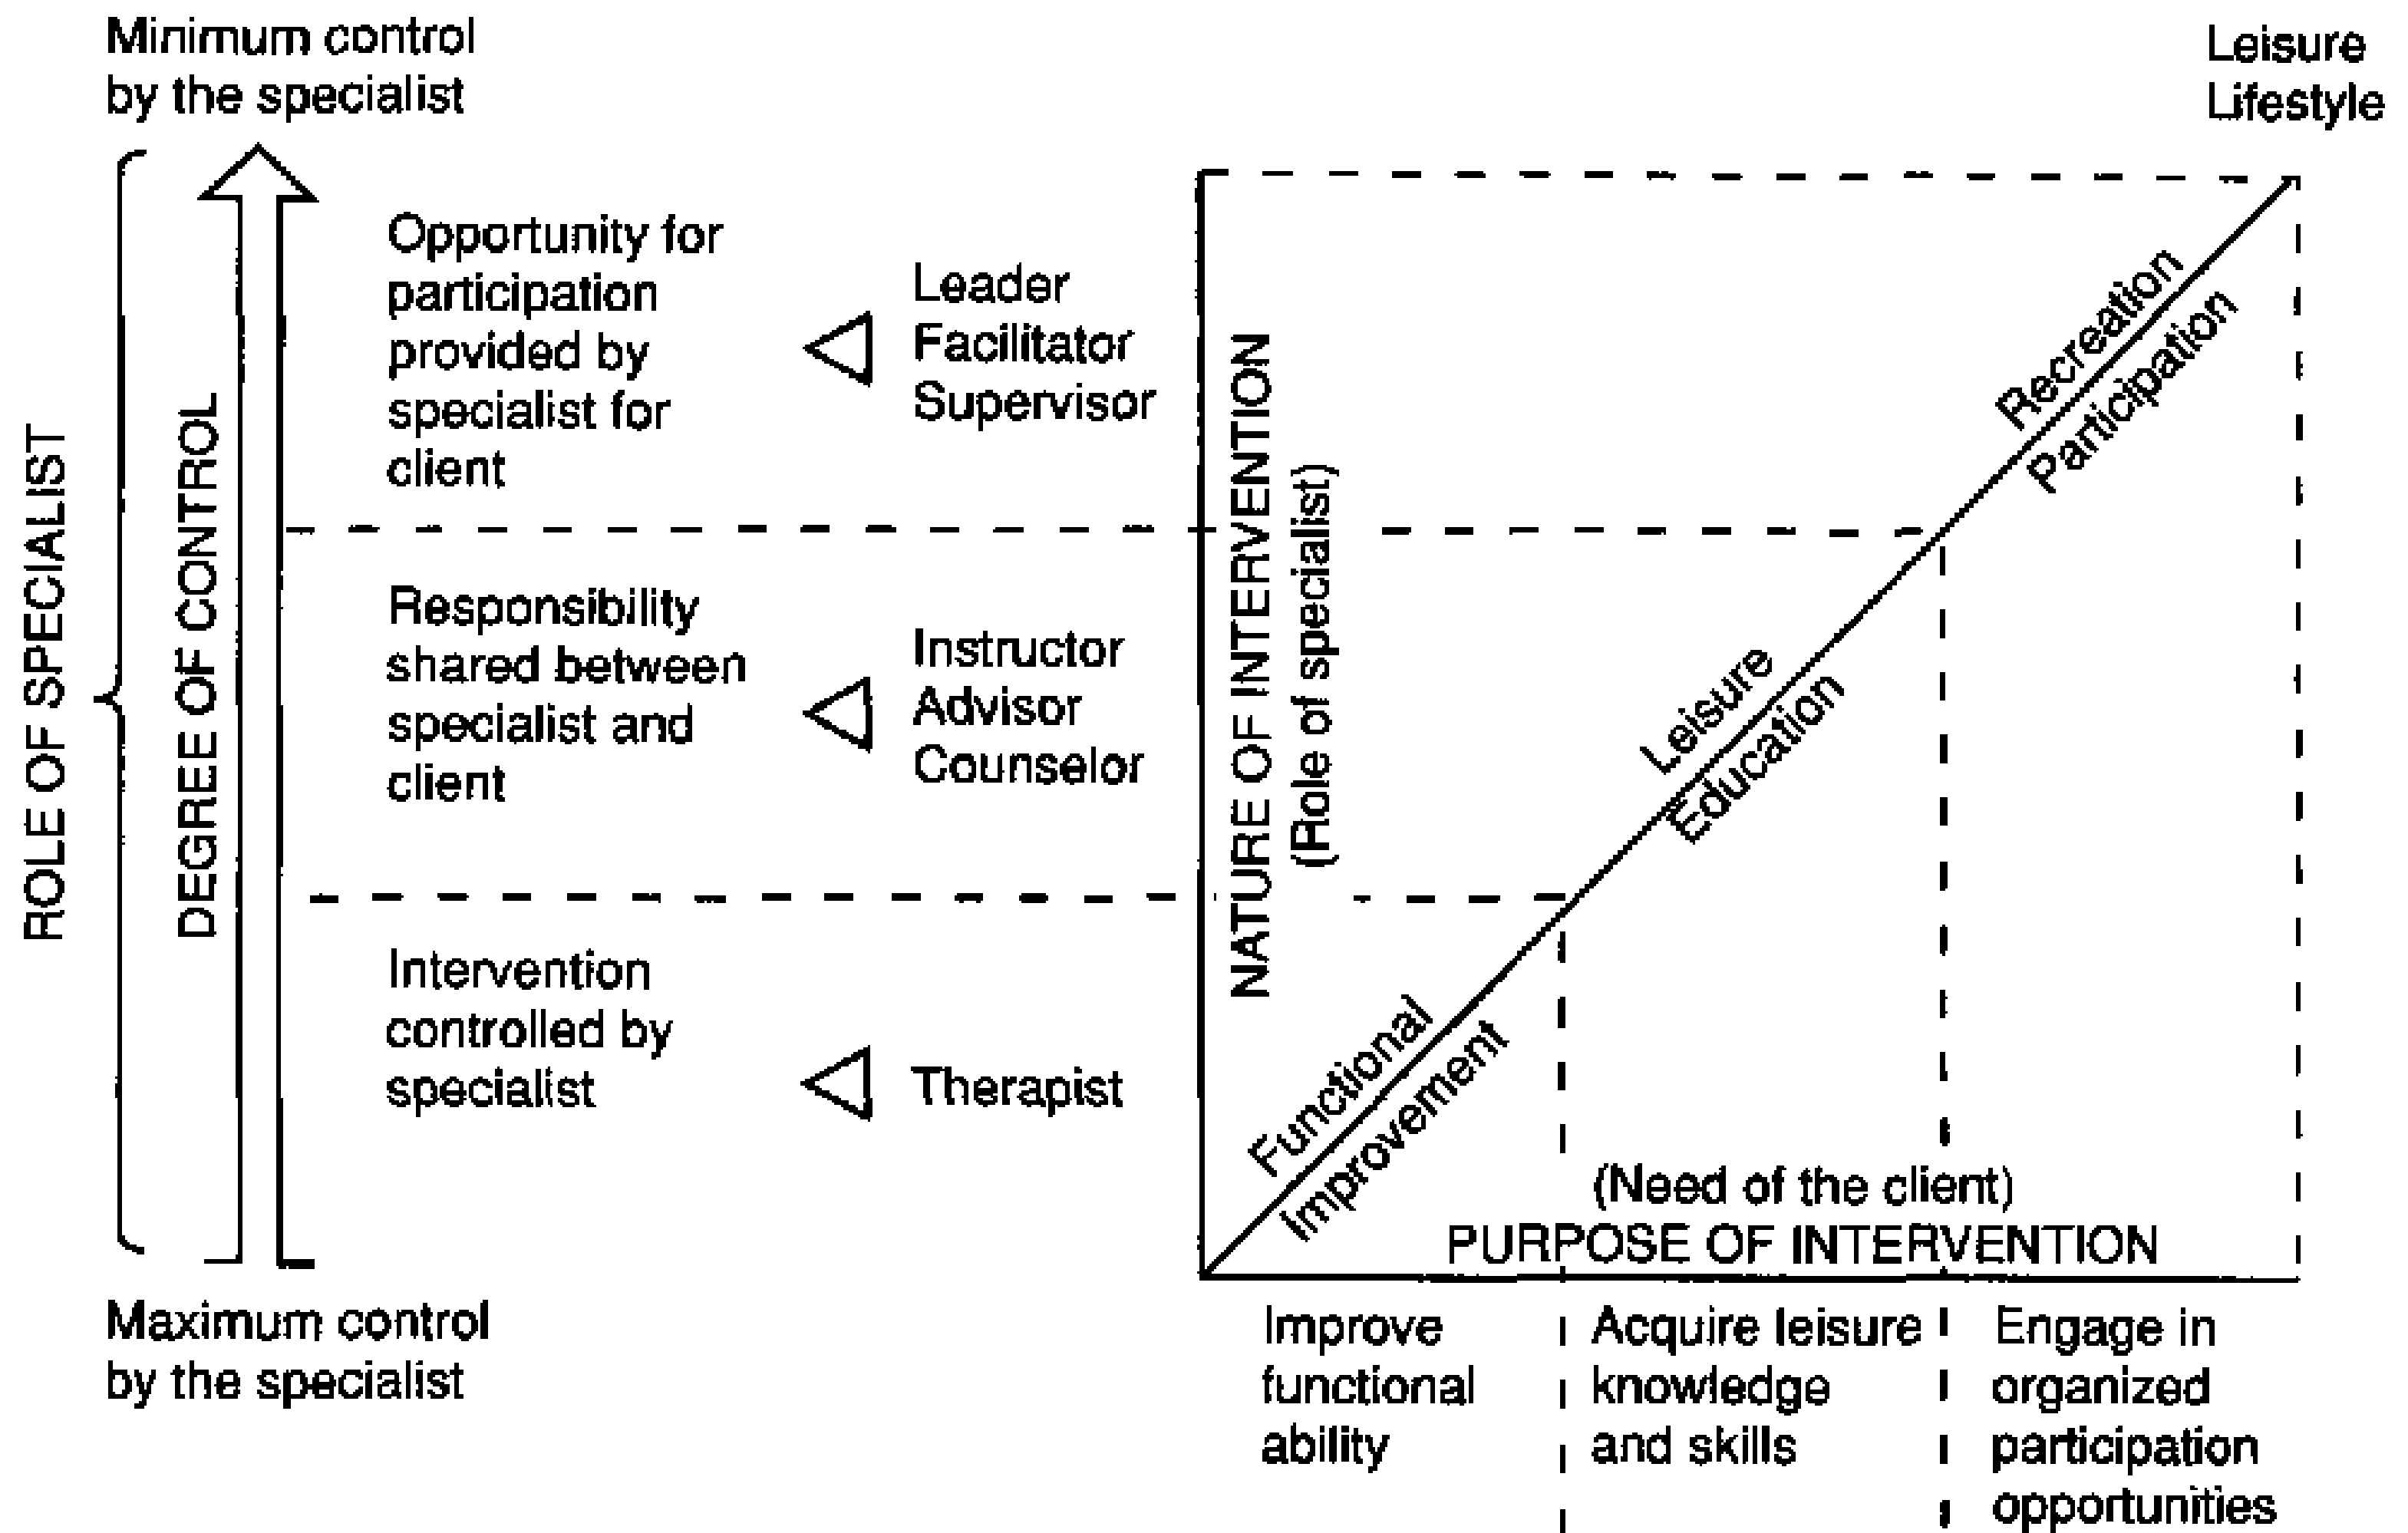 Minimum control
by the specialist
Leisure
Lifestyle
ROLE OF SPECIALIST
DEGREE OF CONTROL
Opportunity for
participation
provided by
specialist for
client
Leader
Facilitator
Supervisor
Responsibility
shared between
specialist and
client
Instructor
Advisor
Counselor
Intervention
controlled by
specialist
Therapist
Maximum control
by the specialist
NATURE OF INTERVENTION
(Role of specialist)
Recreation
Participation
Leisure
Education
Functional
Improvement
(Need of the client)
PURPOSE OF INTERVENTION
Improve
functional
ability
Acquire leisure
knowledge
and skills
Engage in
organized
participation
opportunities